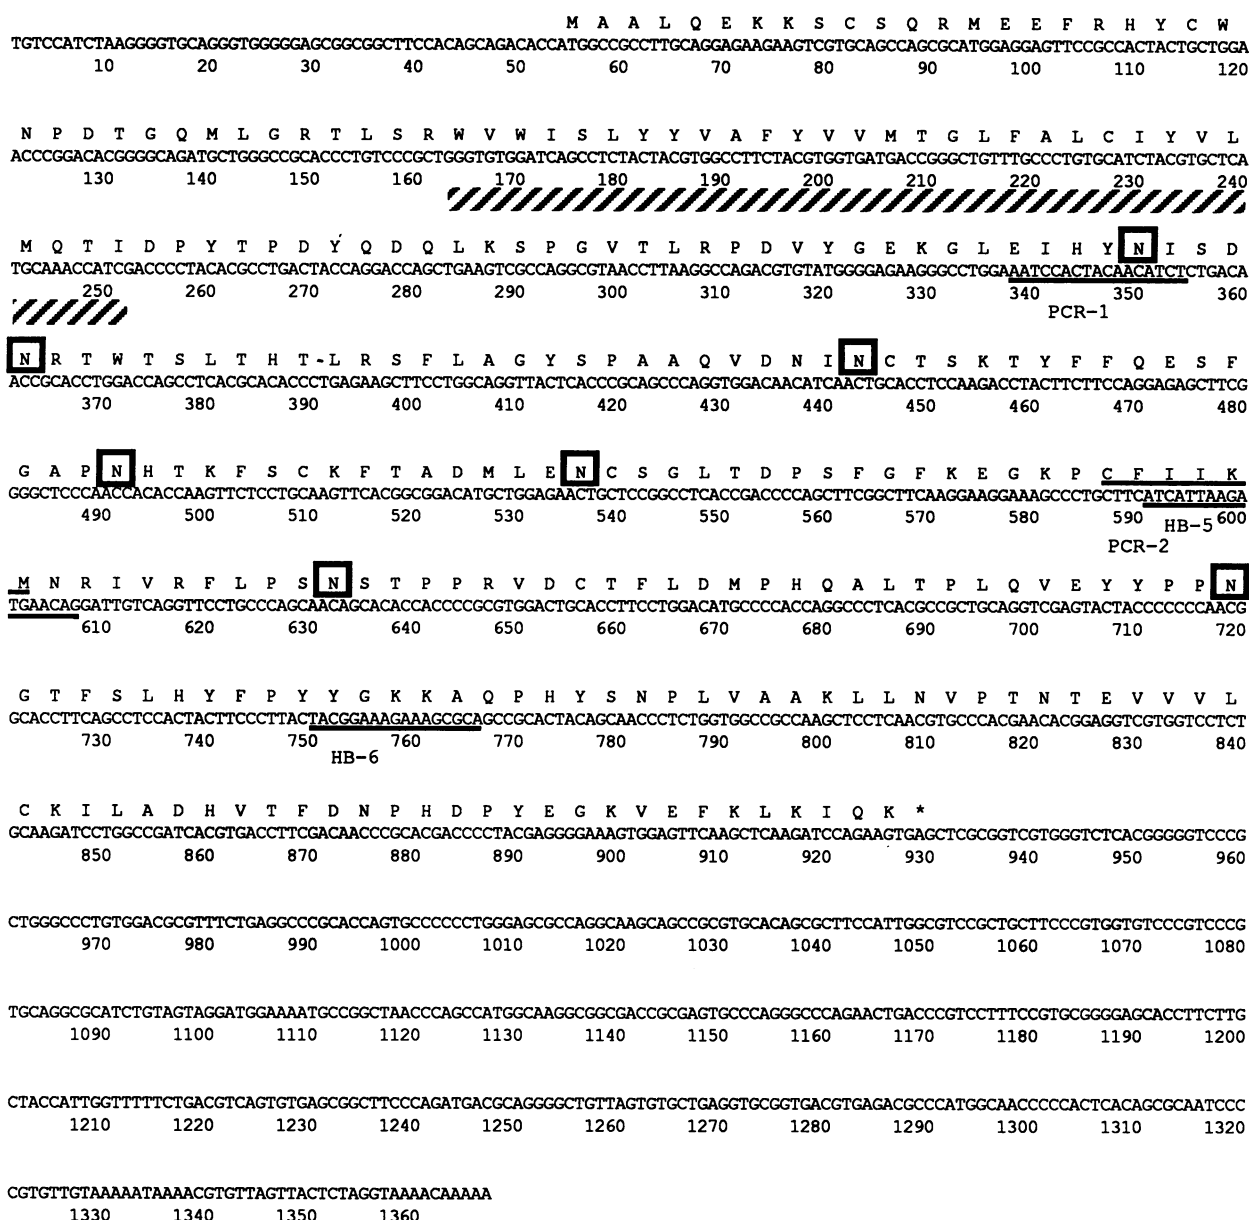 M A A L Q E K K S C S Q R M E E F R H Y C W
TGTCCATCTAAGGGGTGCAGGGTGGGGGAGCGGCGGCTTCCACAGCAGACACCATGGCCGCCTTGCAGGAGAAGAAGTCGTGCAGCCAGCGCATGGAGGAGTTCCGCCACTACTGCTGGA
10 20 30 40 50 60 70 80 90 100 110 120
N P D T G Q M L G R T L S R W V W I S L Y Y V A F Y V V M T G L F A L C I Y V L
ACCCGGACACGGGGCAGATGCTGGGCCGCACCCTGTCCCGCTGGGTGTGGATCAGCCTCTACTACGTGGCCTTCTACGTGGTGATGACCGGGCTGTTTGCCCTGTGCATCTACGTGCTCA
130 140 150 160 170 180 190 200 210 220 230 240
M Q T I D P Y T P D Y Q D Q L K S P G V T L R P D V Y G E K G L E I H Y N I S D
TGCAAACCATCGACCCCTACACGCCTGACTACCAGGACCAGCTGAAGTCGCCAGGCGTAACCTTAAGGCCAGACGTGTATGGGGAGAAGGGCCTGGAAATCCACTACAACATCTCTGACA
250 260 270 280 290 300 310 320 330 340 350 360
PCR-1
N R T W T S L T H T - L R S F L A G Y S P A A Q V D N I N C T S K T Y F F Q E S F
ACCGCACCTGGACCAGCCTCACGCACACCCTGAGAAGCTTCCTGGCAGGTTACTCACCCGCAGCCCAGGTGGACAACATCAACTGCACCTCCAAGACCTACTTCTTCCAGGAGAGCTTCG
370 380 390 400 410 420 430 440 450 460 470 480
G A P N H T K F S C K F T A D M L E N C S G L T D P S F G F K E G K P C F I I K
GGGCTCCCAACCACACCAAGTTCTCCTGCAAGTTCACGGCGGACATGCTGGAGAACTGCTCCGGCCTCACCGACCCCAGCTTCGGCTTCAAGGAAGGAAAGCCCTGCTTCATCATTAAGA
490 500 510 520 530 540 550 560 570 580 590 600
HB-5
PCR-2
M N R I V R F L P S N S T P P R V D C T F L D M P H Q A L T P L Q V E Y Y P P N
TGAACAGGATTGTCAGGTTCCTGCCCAGCAACAGCACACCACCCCGCGTGGACTGCACCTTCCTGGACATGCCCCACCAGGCCCTCACGCCGCTGCAGGTCGAGTACTACCCCCCCAACG
610 620 630 640 650 660 670 680 690 700 710 720
G T F S L H Y F P Y Y G K K A Q P H Y S N P L V A A K L L N V P T N T E V V V L
GCACCTTCAGCCTCCACTACTTCCCTTACTACGGAAAGAAAGCGCAGCCGCACTACAGCAACCCTCTGGTGGCCGCCAAGCTCCTCAACGTGCCCACGAACACGGAGGTCGTGGTCCTCT
730 740 750 760 770 780 790 800 810 820 830 840
HB-6
C K I L A D H V T F D N P H D P Y E G K V E F K L K I Q K *
GCAAGATCCTGGCCGATCACGTGACCTTCGACAACCCGCACGACCCCTACGAGGGGAAAGTGGAGTTCAAGCTCAAGATCCAGAAGTGAGCTCGCGGTCGTGGGTCTCACGGGGGTCCCG
850 860 870 880 890 900 910 920 930 940 950 960
CTGGGCCCTGTGGACGCGTTTCTGAGGCCCGCACCAGTGCCCCCCTGGGAGCGCCAGGCAAGCAGCCGCGTGCACAGCGCTTCCATTGGCGTCCGCTGCTTCCCGTGGTGTCCCGTCCCG
970 980 990 1000 1010 1020 1030 1040 1050 1060 1070 1080
TGCAGGCGCATCTGTAGTAGGATGGAAAATGCCGGCTAACCCAGCCATGGCAAGGCGGCGACCGCGAGTGCCCAGGGCCCAGAACTGACCCGTCCTTTCCGTGCGGGGAGCACCTTCTTG
1090 1100 1110 1120 1130 1140 1150 1160 1170 1180 1190 1200
CTACCATTGGTTTTTCTGACGTCAGTGTGAGCGGCTTCCCAGATGACGCAGGGGCTGTTAGTGTGCTGAGGTGCGGTGACGTGAGACGCCCATGGCAACCCCCACTCACAGCGCAATCCC
1210 1220 1230 1240 1250 1260 1270 1280 1290 1300 1310 1320
CGTGTTGTAAAAATAAAACGTGTTAGTTACTCTAGGTAAAACAAAAA
1330 1340 1350 1360